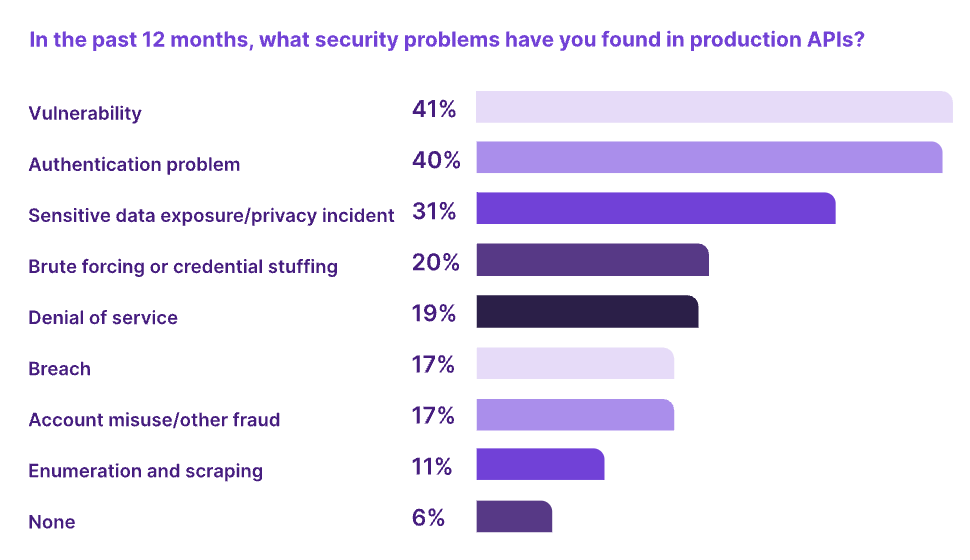 In the past 12 months, what security problems have you found in production APIs?
Vulnerability 41%
Authentication problem 40%
Sensitive data exposure/privacy incident 31%
Brute forcing or credential stuffing 20%
Denial of service 19%
Breach 17%
Account misuse/other fraud 17%
Enumeration and scraping 11%
None 6%